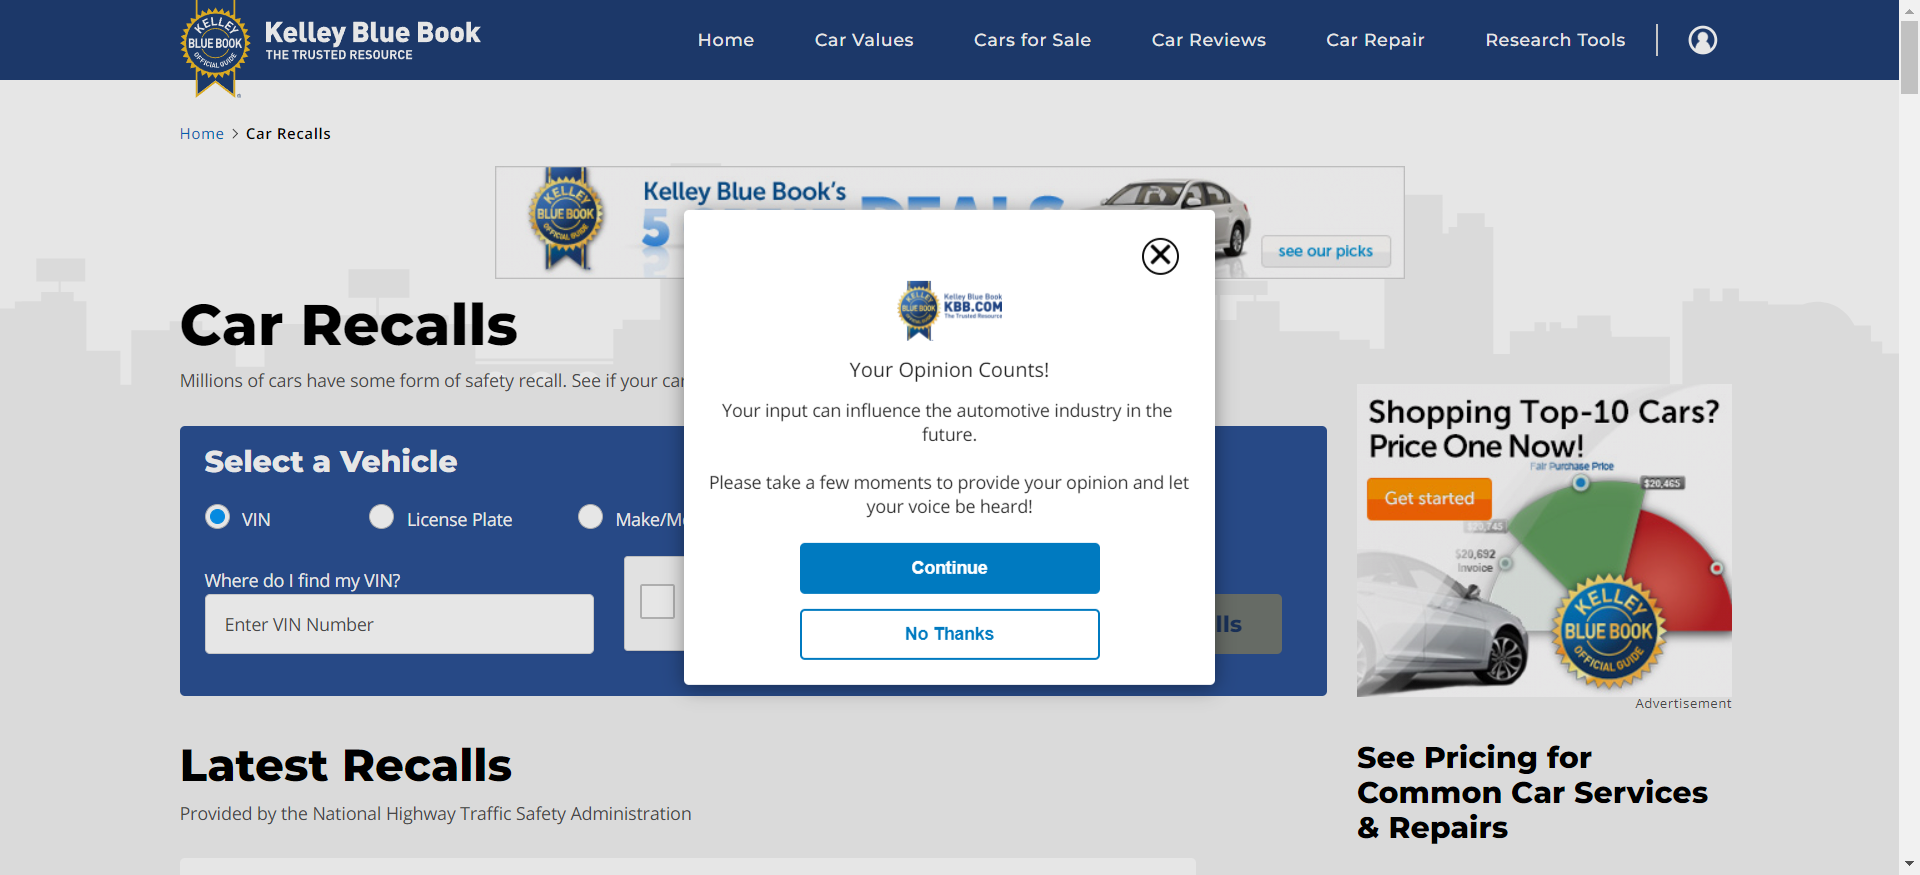 KELLEY
BLUE BOOK
OFFICIAL GUIDE
Kelley Blue Book
THE TRUSTED RESOURCE
Home
Car Values
Cars for Sale
Car Reviews
Car Repair
Research Tools
Home > Car Recalls
KELLEY
BLUE BOOK
OFFICIAL GUIDE
Kelley Blue Book's
5
DEALS
see our picks
Car Recalls
Millions of cars have some form of safety recall. See if your car
Select a Vehicle
VIN
License Plate
Make/M
Where do I find my VIN?
Enter VIN Number
lls
KELLEY
BLUE BOOK
OFFICIAL GUIDE
Kelley Blue Book
KBB.COM
The Trusted Resource
Your Opinion Counts!
Your input can influence the automotive industry in the
future.
Please take a few moments to provide your opinion and let
your voice be heard!
Continue
No Thanks
Shopping Top-10 Cars?
Price One Now!
Fair Purchase Price
$20,465
Get started
$20,745
$20,692
Invoice
KELLEY
BLUE BOOK
OFFICIAL GUIDE
Advertisement
Latest Recalls
Provided by the National Highway Traffic Safety Administration
See Pricing for
Common Car Services
& Repairs